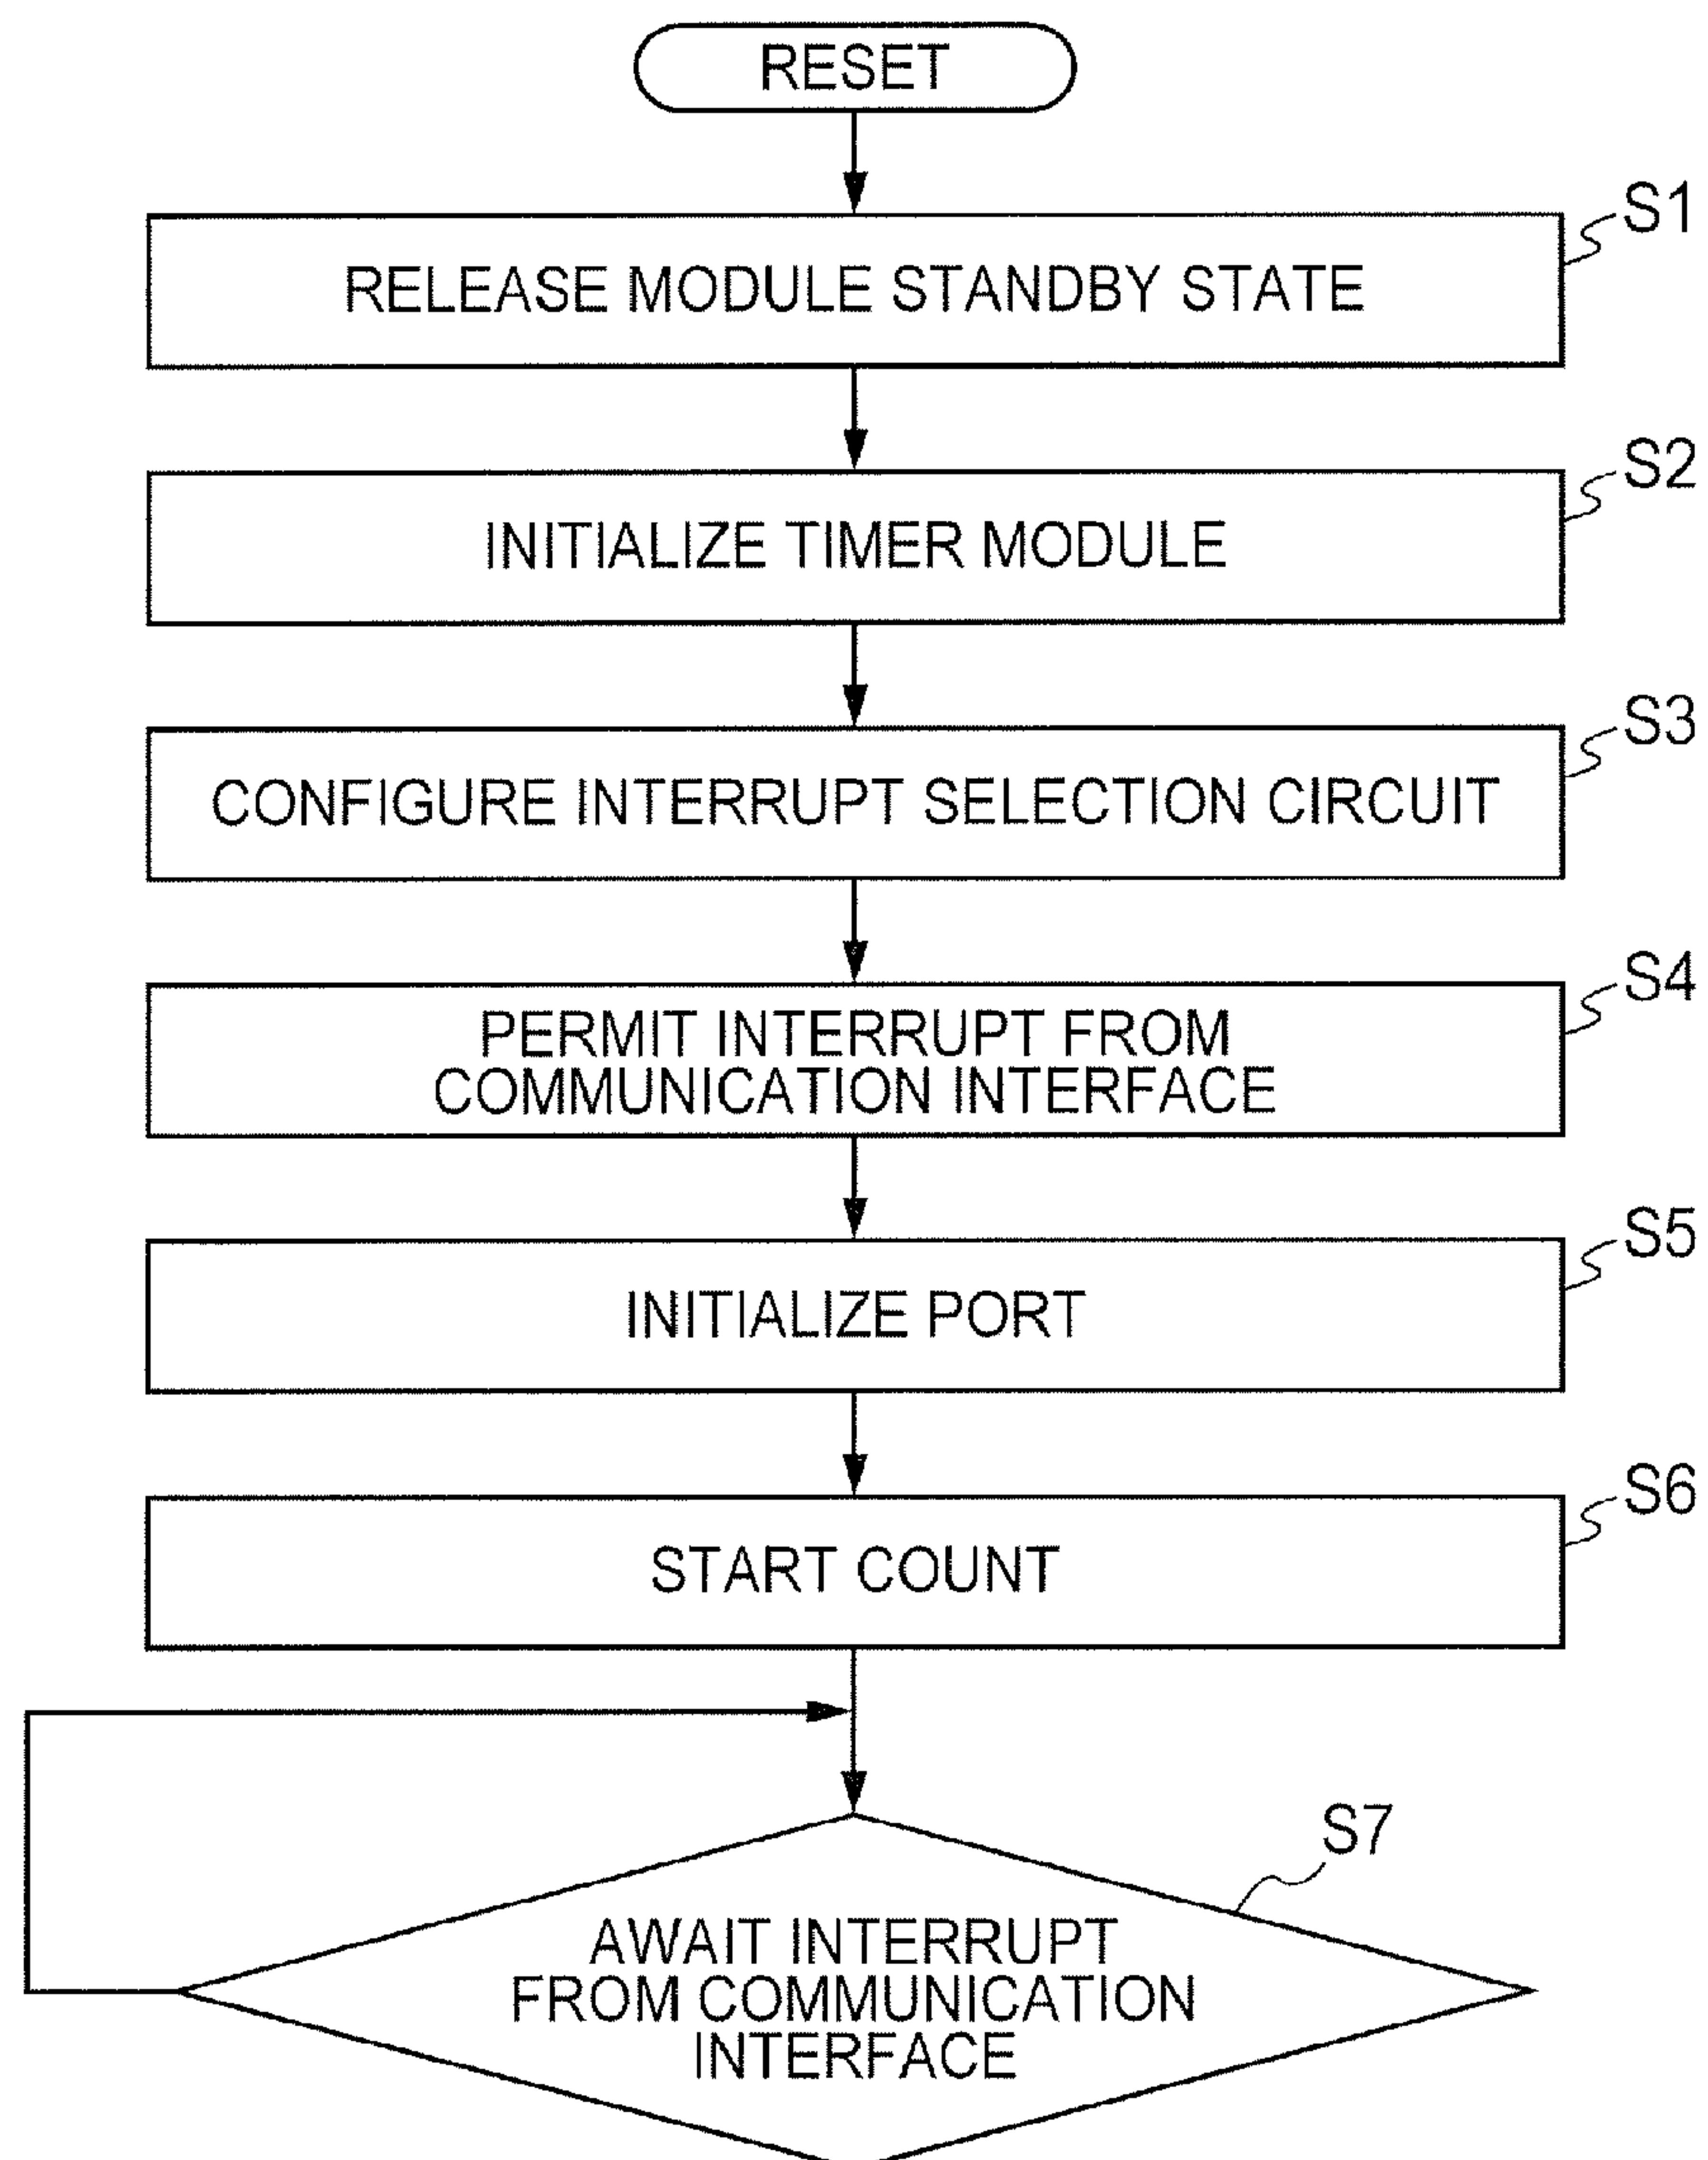 RESET
S1
RELEASE MODULE STANDBY STATE
S2
INITIALIZE TIMER MODULE
S3
CONFIGURE INTERRUPT SELECTION CIRCUIT
S4
PERMIT INTERRUPT FROM
COMMUNICATION INTERFACE
S5
INITIALIZE PORT
S6
START COUNT
S7
AWAIT INTERRUPT
FROM COMMUNICATION
INTERFACE